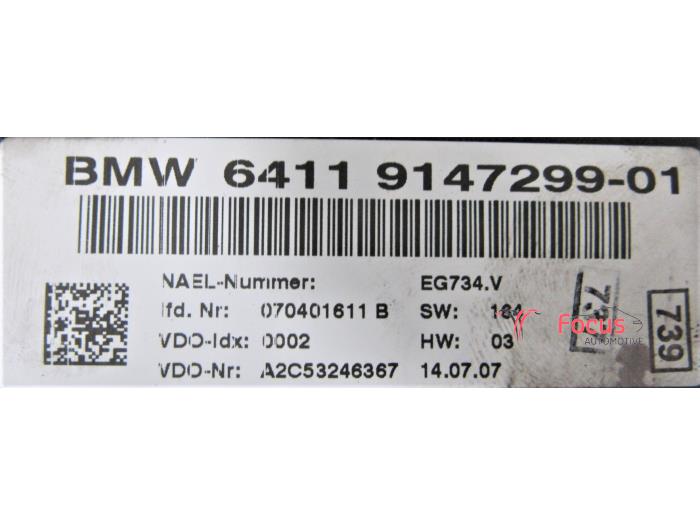 BMW 6411 9147299-01
NAEL-Nummer: EG734.V
lfd. Nr: 070401611 B SW:
VDO-Idx: 0002 HW: 03
VDO-Nr: A2C53246367 14.07.07
739
Focus
AUTOMOTIVE